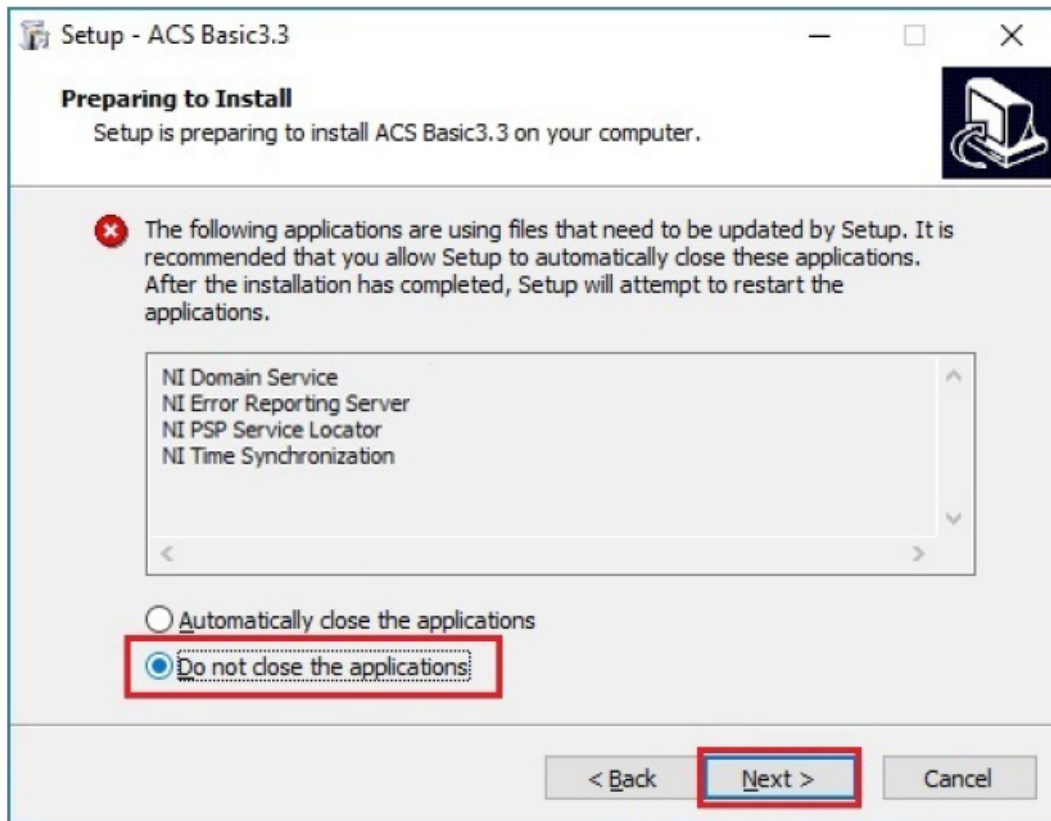 Setup - ACS Basic3.3
Preparing to Install
Setup is preparing to install ACS Basic3.3 on your computer.
The following applications are using files that need to be updated by Setup. It is
recommended that you allow Setup to automatically close these applications.
After the installation has completed, Setup will attempt to restart the
applications.
NI Domain Service
NI Error Reporting Server
NI PSP Service Locator
NI Time Synchronization
Automatically close the applications
Do not close the applications
< Back Next > Cancel